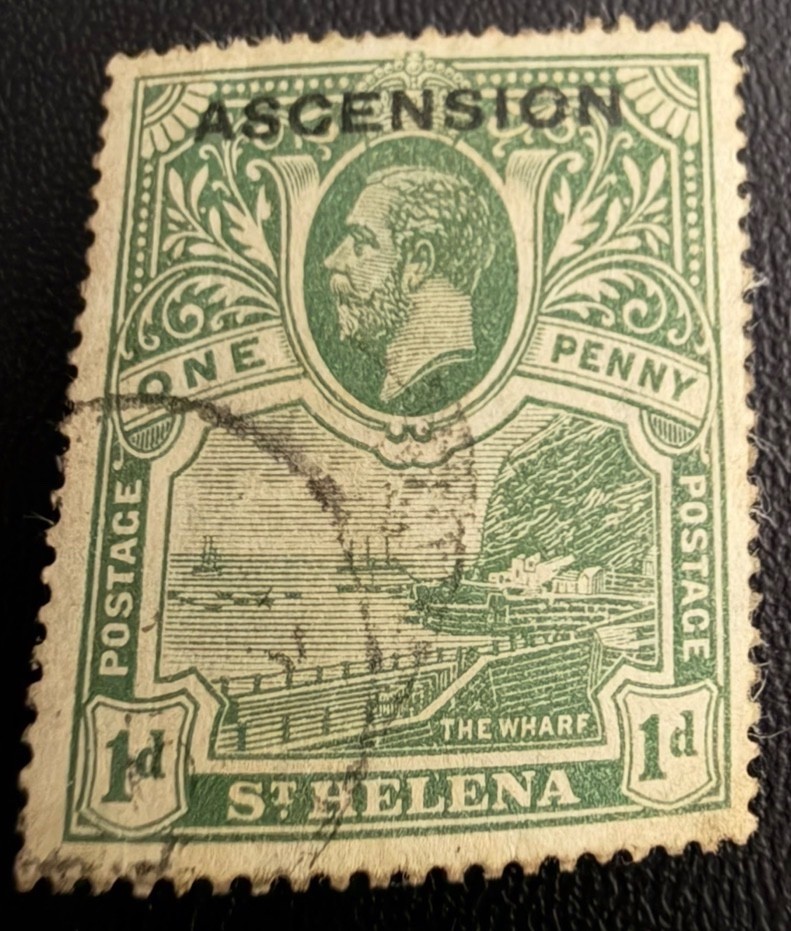 ASCENSION
ONE PENNY
POSTAGE
POSTAGE
THE WHARF
1d
1d
ST. HELENA